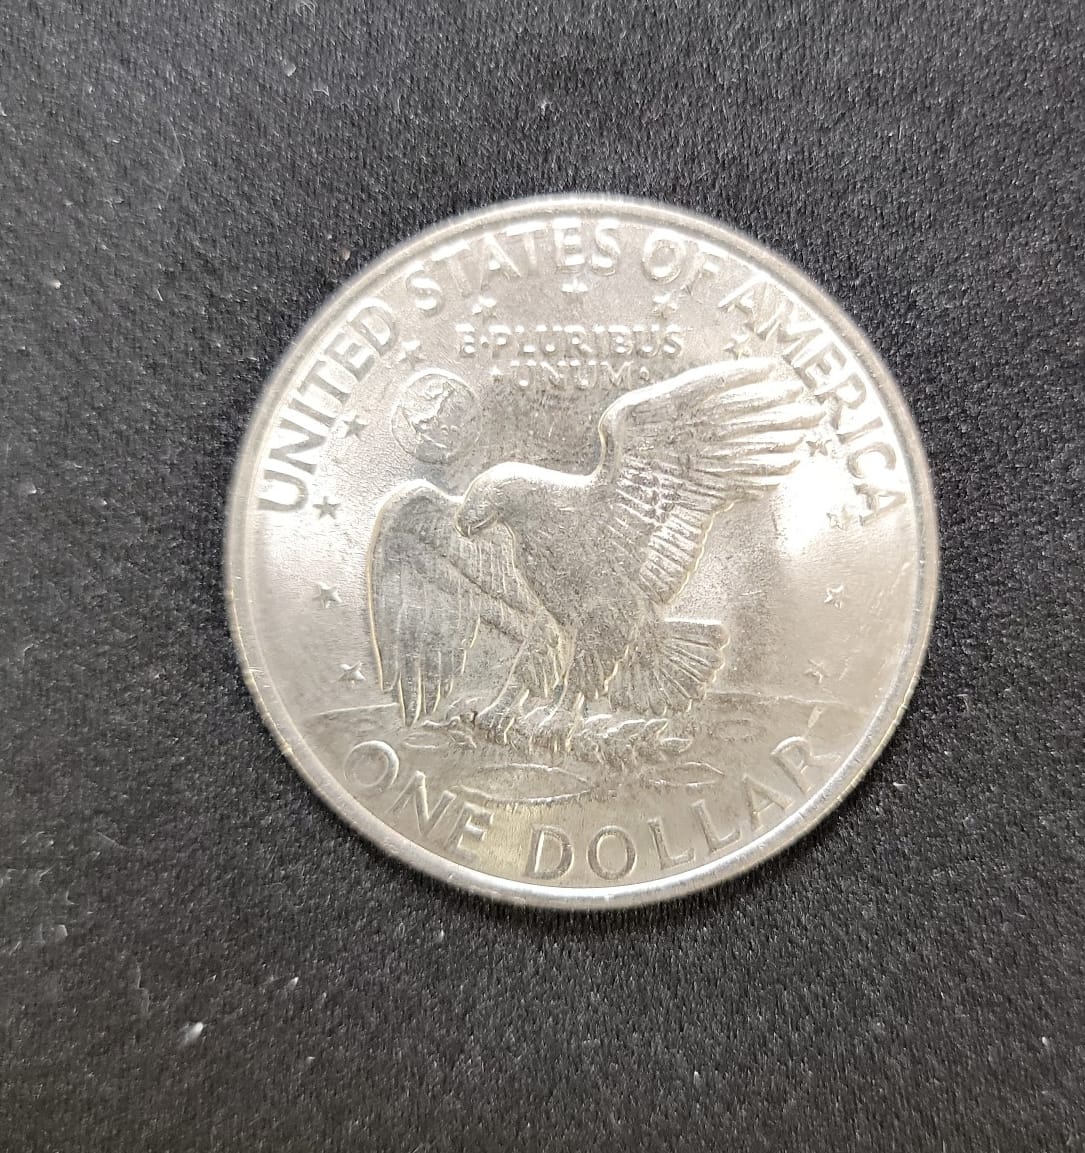 UNITED STATES OF AMERICA
E·PLURIBUS
·UNUM·
ONE DOLLAR